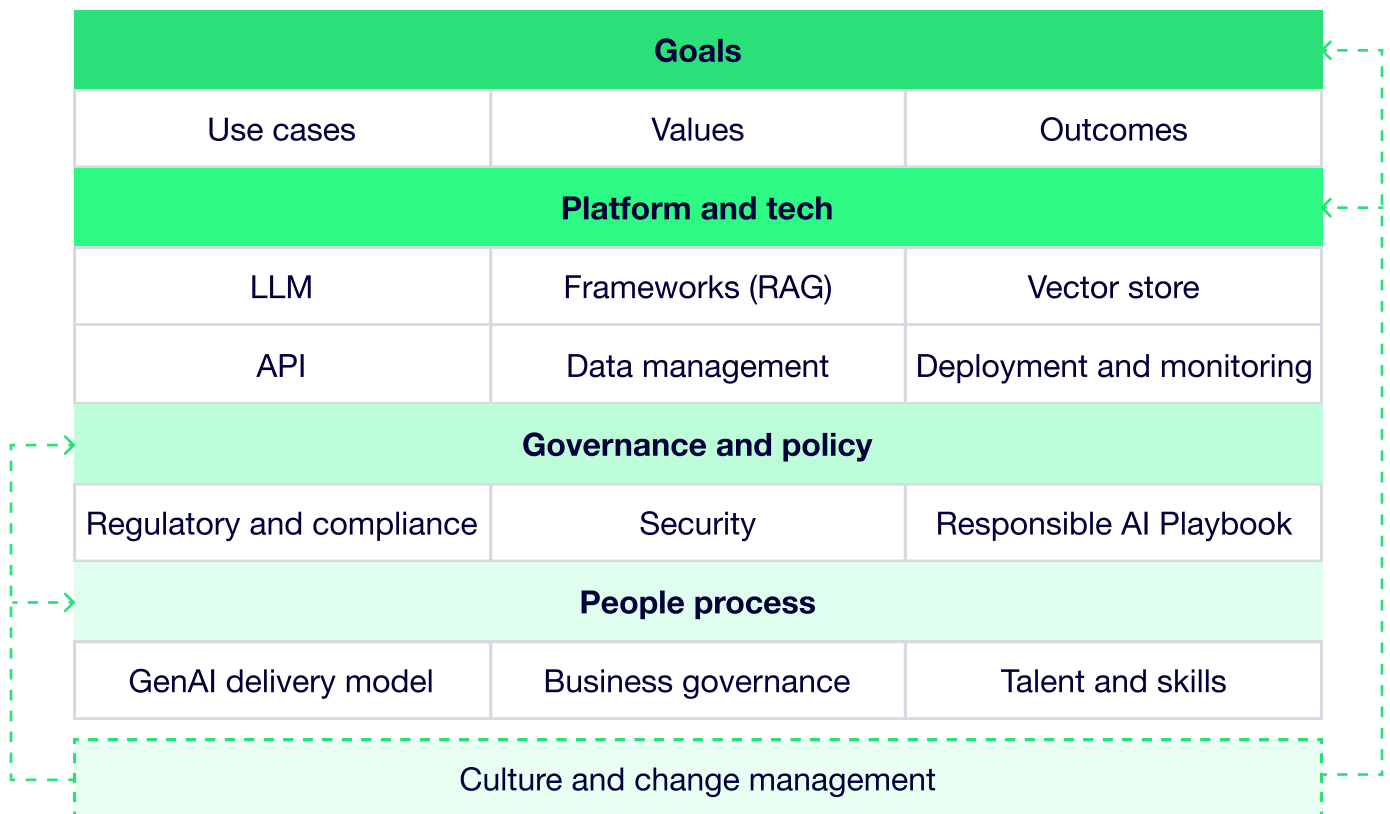 Goals
Use cases
Values
Outcomes
Platform and tech
LLM
Frameworks (RAG)
Vector store
API
Data management
Deployment and monitoring
Governance and policy
Regulatory and compliance
Security
Responsible AI Playbook
People process
GenAI delivery model
Business governance
Talent and skills
Culture and change management